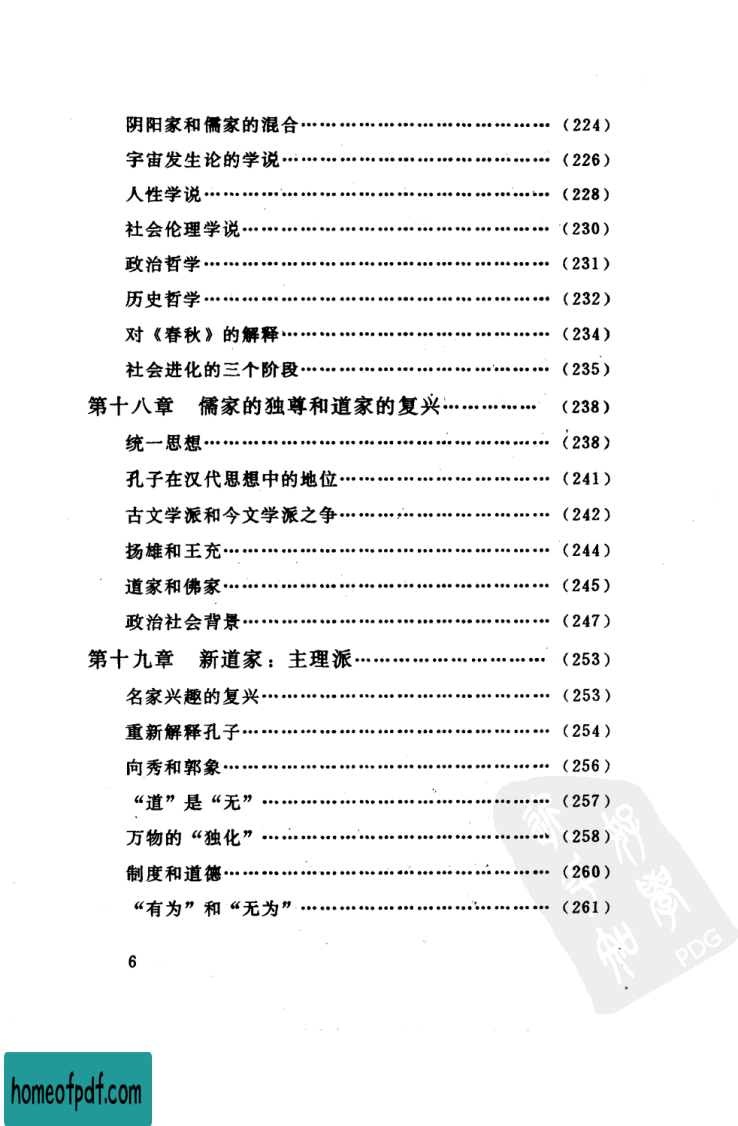 阴阳家和儒家的混合…………………………………（224）
宇宙发生论的学说……………………………………（226）
人性学说………………………………………………（228）
社会伦理学说…………………………………………（230）
政治哲学………………………………………………（231）
历史哲学………………………………………………（232）
对《春秋》的解释……………………………………（234）
社会进化的三个阶段…………………………………（235）
第十八章 儒家的独尊和道家的复兴……………（238）
统一思想………………………………………………（238）
孔子在汉代思想中的地位……………………………（241）
古文学派和今文学派之争……………………………（242）
扬雄和王充……………………………………………（244）
道家和佛家……………………………………………（245）
政治社会背景…………………………………………（247）
第十九章 新道家：主理派………………………（253）
名家兴趣的复兴………………………………………（253）
重新解释孔子…………………………………………（254）
向秀和郭象……………………………………………（256）
“道”是“无”………………………………………（257）
万物的“独化”………………………………………（258）
制度和道德……………………………………………（260）
“有为”和“无为”…………………………………（261）
6
PDG
homeofpdf.com